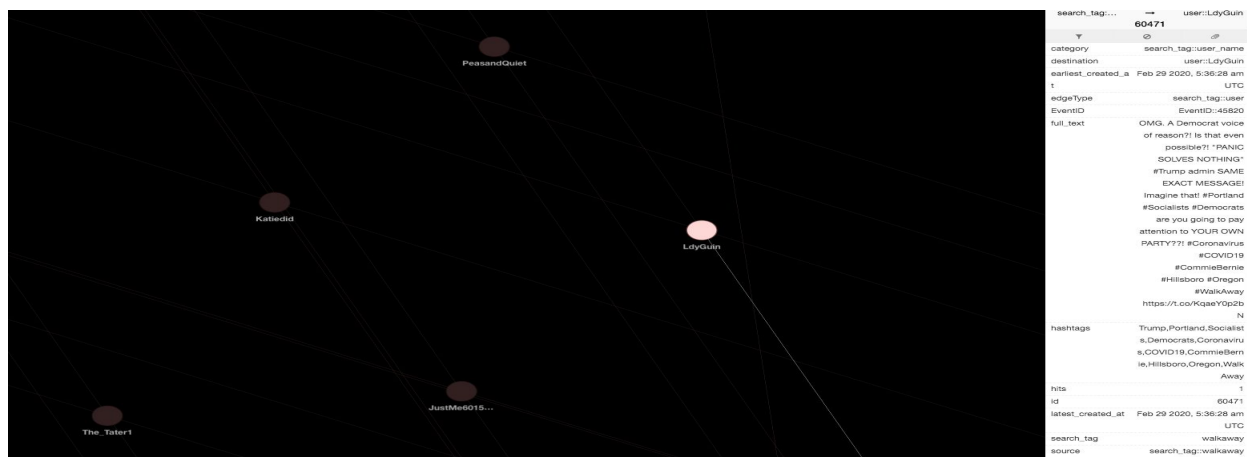 PeasandQuiet
Katiedid
LdyGuin
JustMe6015...
The_Tater1
search_tag:... → user::LdyGuin
60471
category search_tag::user_name
destination user::LdyGuin
earliest_created_a Feb 29 2020, 5:36:28 am
t UTC
edgeType search_tag::user
EventID EventID::45820
full_text OMG. A Democrat voice
of reason?! Is that even
possible?! "PANIC
SOLVES NOTHING"
#Trump admin SAME
EXACT MESSAGE!
Imagine that! #Portland
#Socialists #Democrats
are you going to pay
attention to YOUR OWN
PARTY??! #Coronavirus
#COVID19
#CommieBernie
#Hillsboro #Oregon
#WalkAway
https://t.co/KqaeY0p2b
N
hashtags Trump,Portland,Socialist
s,Democrats,Coronaviru
s,COVID19,CommieBern
ie,Hillsboro,Oregon,Walk
Away
hits 1
id 60471
latest_created_at Feb 29 2020, 5:36:28 am
UTC
search_tag walkaway
source search_tag::walkaway